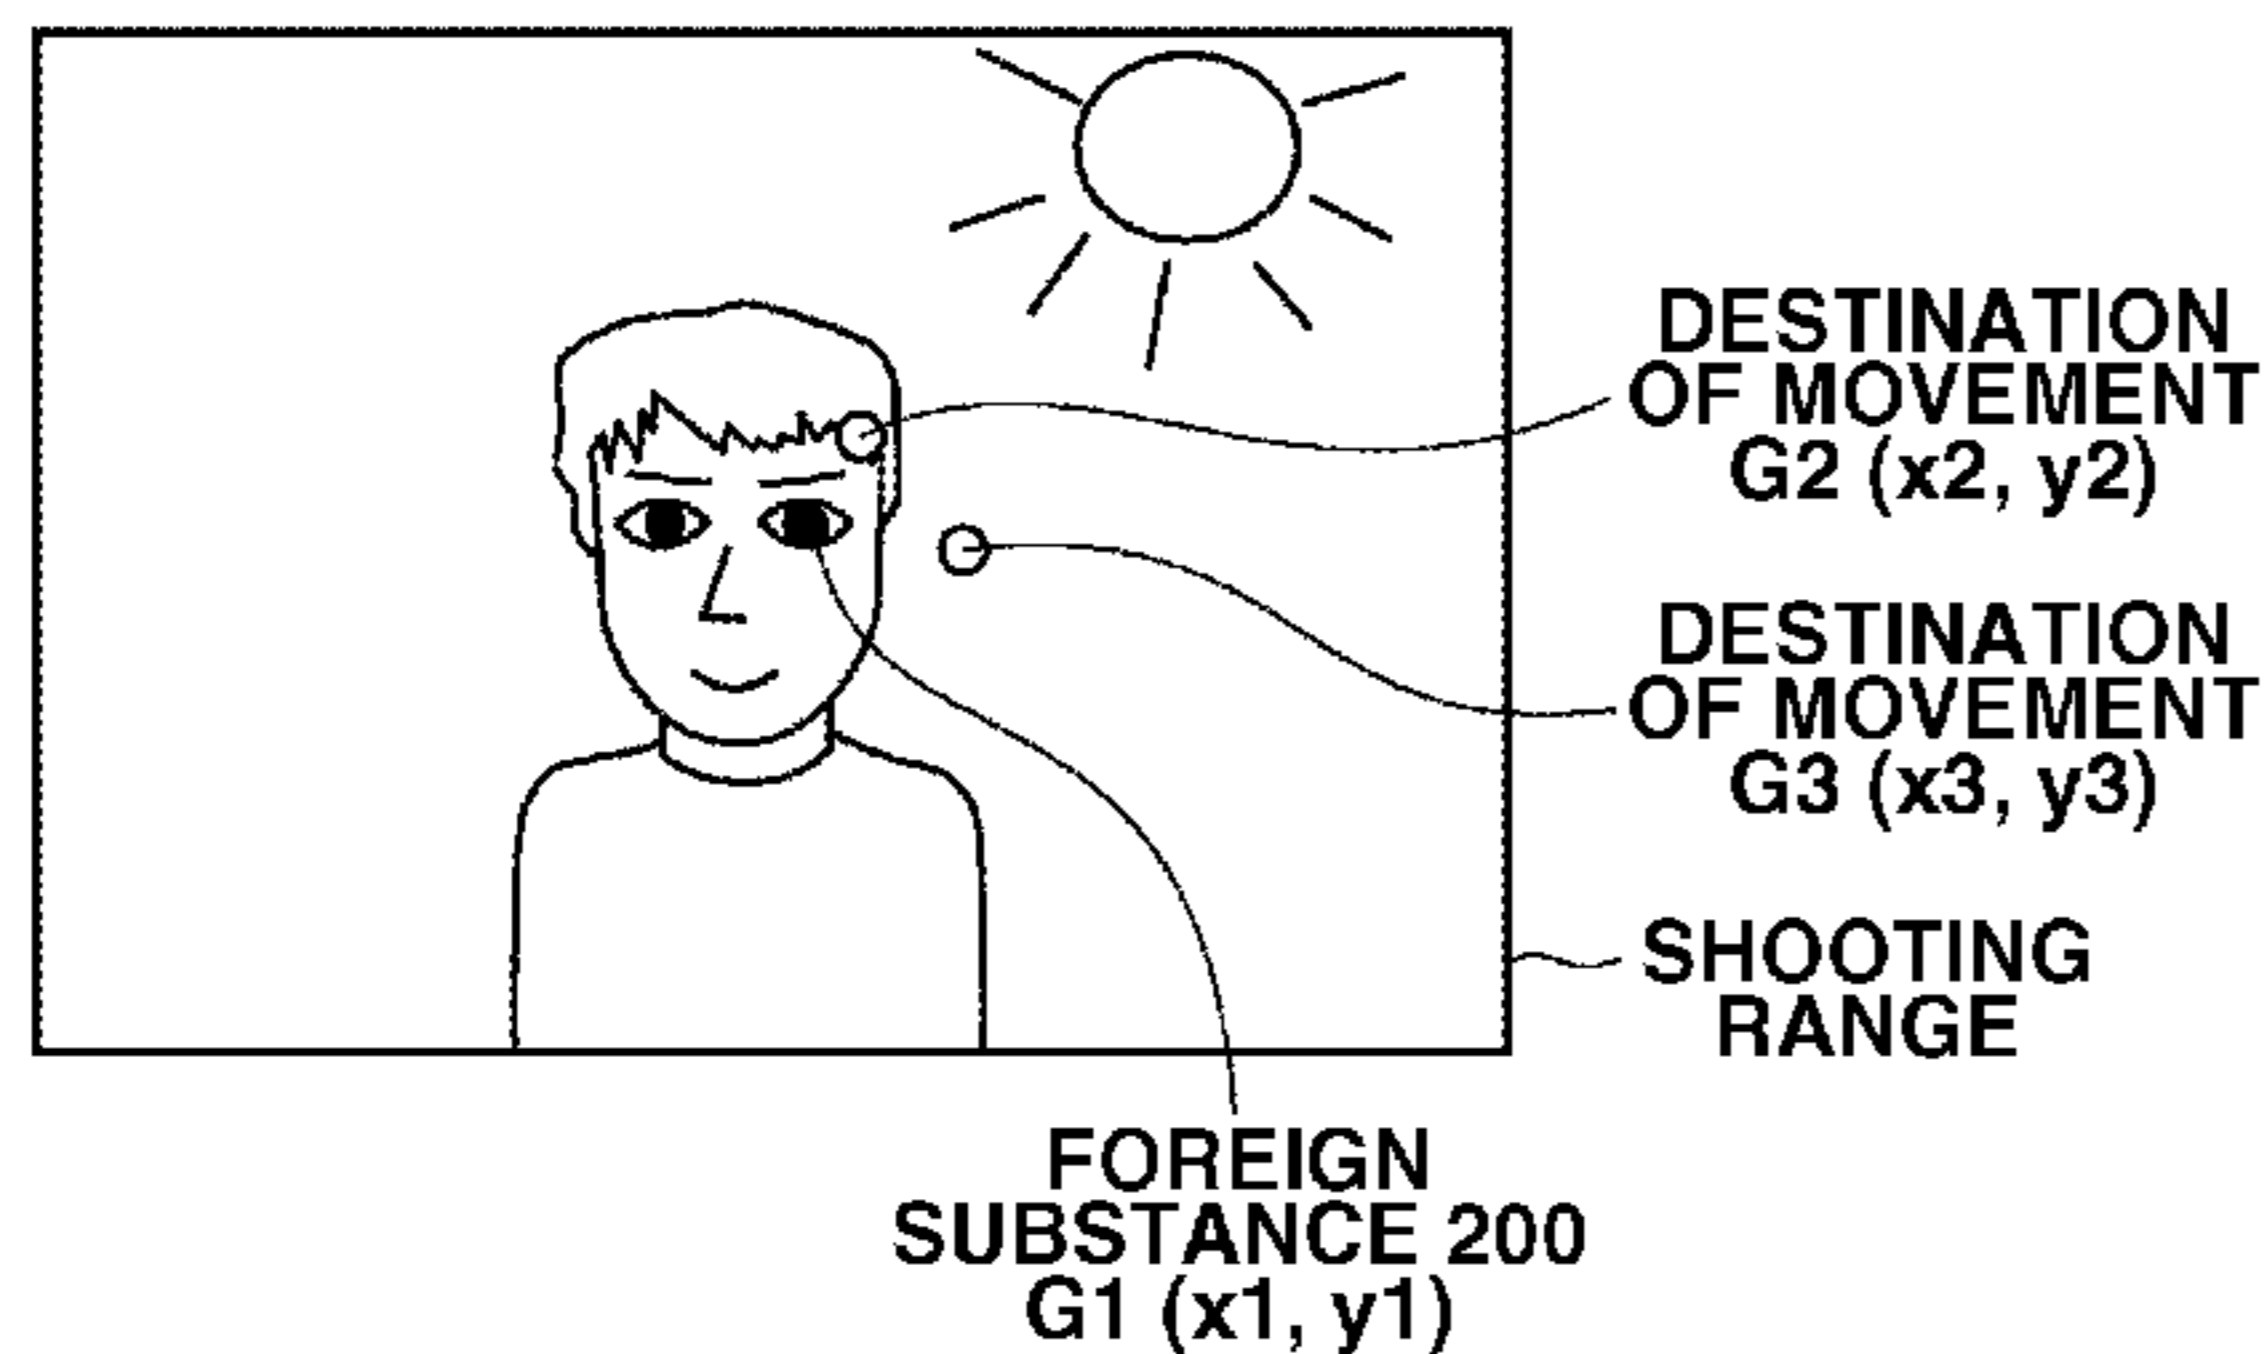 DESTINATION
OF MOVEMENT
G2 (x2, y2)
DESTINATION
OF MOVEMENT
G3 (x3, y3)
SHOOTING
RANGE
FOREIGN
SUBSTANCE 200
G1 (x1, y1)